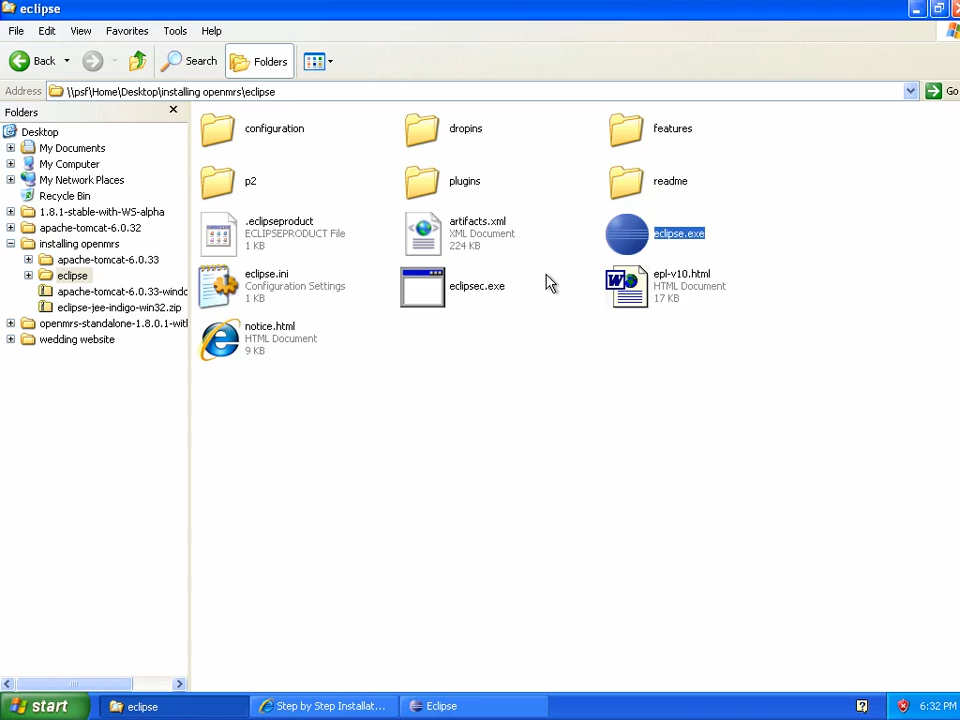 eclipse
File Edit View Favorites Tools Help
Back Search Folders
Address \\psf\Home\Desktop\installing openmrs\eclipse Go
Folders
Desktop
My Documents
My Computer
My Network Places
Recycle Bin
1.8.1-stable-with-WS-alpha
apache-tomcat-6.0.32
installing openmrs
apache-tomcat-6.0.33
eclipse
apache-tomcat-6.0.33-windo
eclipse-jee-indigo-win32.zip
openmrs-standalone-1.8.0.1-with
wedding website
configuration dropins features
p2 plugins readme
.eclipseproduct
ECLIPSEPRODUCT File
1 KB
artifacts.xml
XML Document
224 KB
eclipse.exe
eclipse.ini
Configuration Settings
1 KB
eclipsec.exe
epl-v10.html
HTML Document
17 KB
notice.html
HTML Document
9 KB
start eclipse Step by Step Installat... Eclipse 6:32 PM